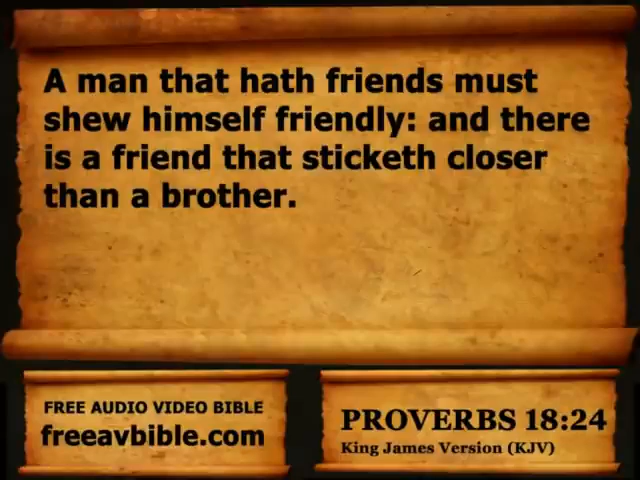 A man that hath friends must
shew himself friendly: and there
is a friend that sticketh closer
than a brother.
FREE AUDIO VIDEO BIBLE
freeavbible.com
PROVERBS 18:24
King James Version (KJV)